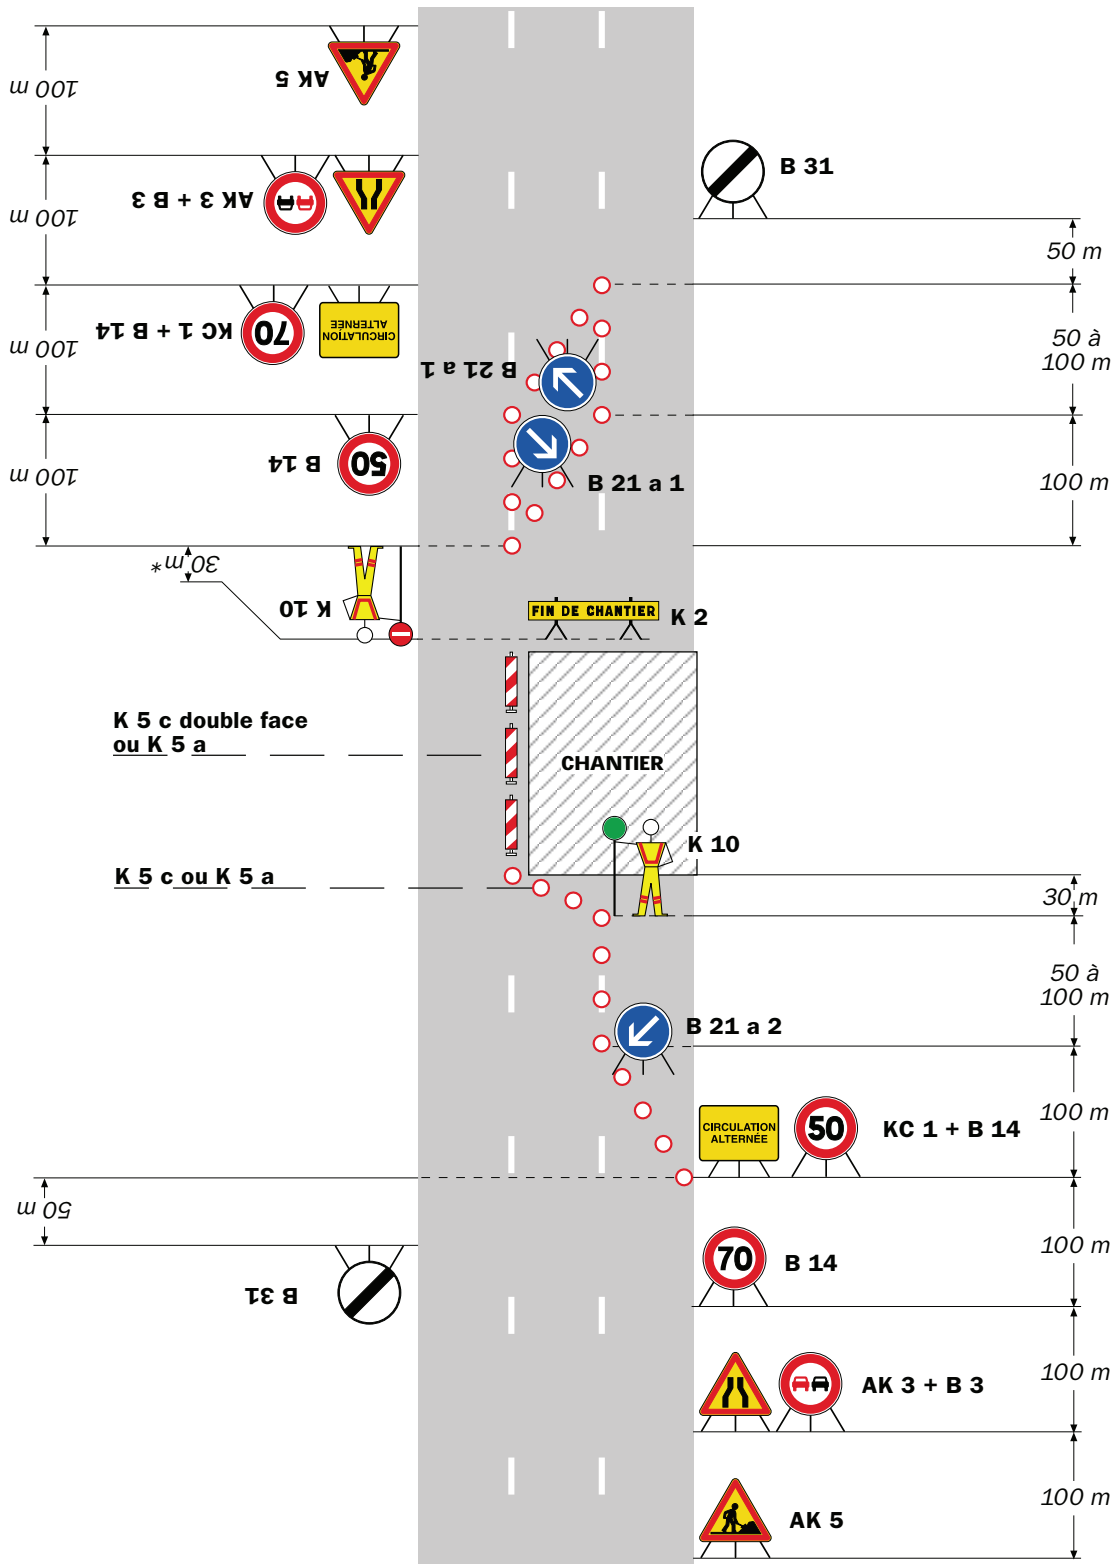 100 m
AK 5
100 m
AK 3 + B 3
B 31
50 m
100 m
KC 1 + B 14
70
CIRCULATION
ALTERNÉE
50 à
100 m
B 21 a 1
100 m
B 14
50
B 21 a 1
100 m
30 m*
K 10
FIN DE CHANTIER
K 2
K 5 c double face
ou K 5 a
CHANTIER
K 10
K 5 c ou K 5 a
30 m
50 à
100 m
B 21 a 2
CIRCULATION
ALTERNÉE
50
KC 1 + B 14
100 m
50 m
70
B 14
100 m
B 31
AK 3 + B 3
100 m
AK 5
100 m